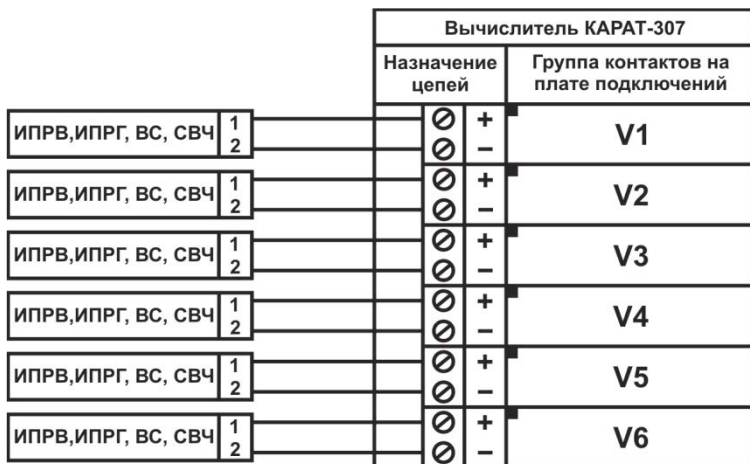 Вычислитель КАРАТ-307
Назначение цепей
Группа контактов на плате подключений
ИПРВ,ИПРГ, ВС, СВЧ 1 + V1
2 −
ИПРВ,ИПРГ, ВС, СВЧ 1 + V2
2 −
ИПРВ,ИПРГ, ВС, СВЧ 1 + V3
2 −
ИПРВ,ИПРГ, ВС, СВЧ 1 + V4
2 −
ИПРВ,ИПРГ, ВС, СВЧ 1 + V5
2 −
ИПРВ,ИПРГ, ВС, СВЧ 1 + V6
2 −